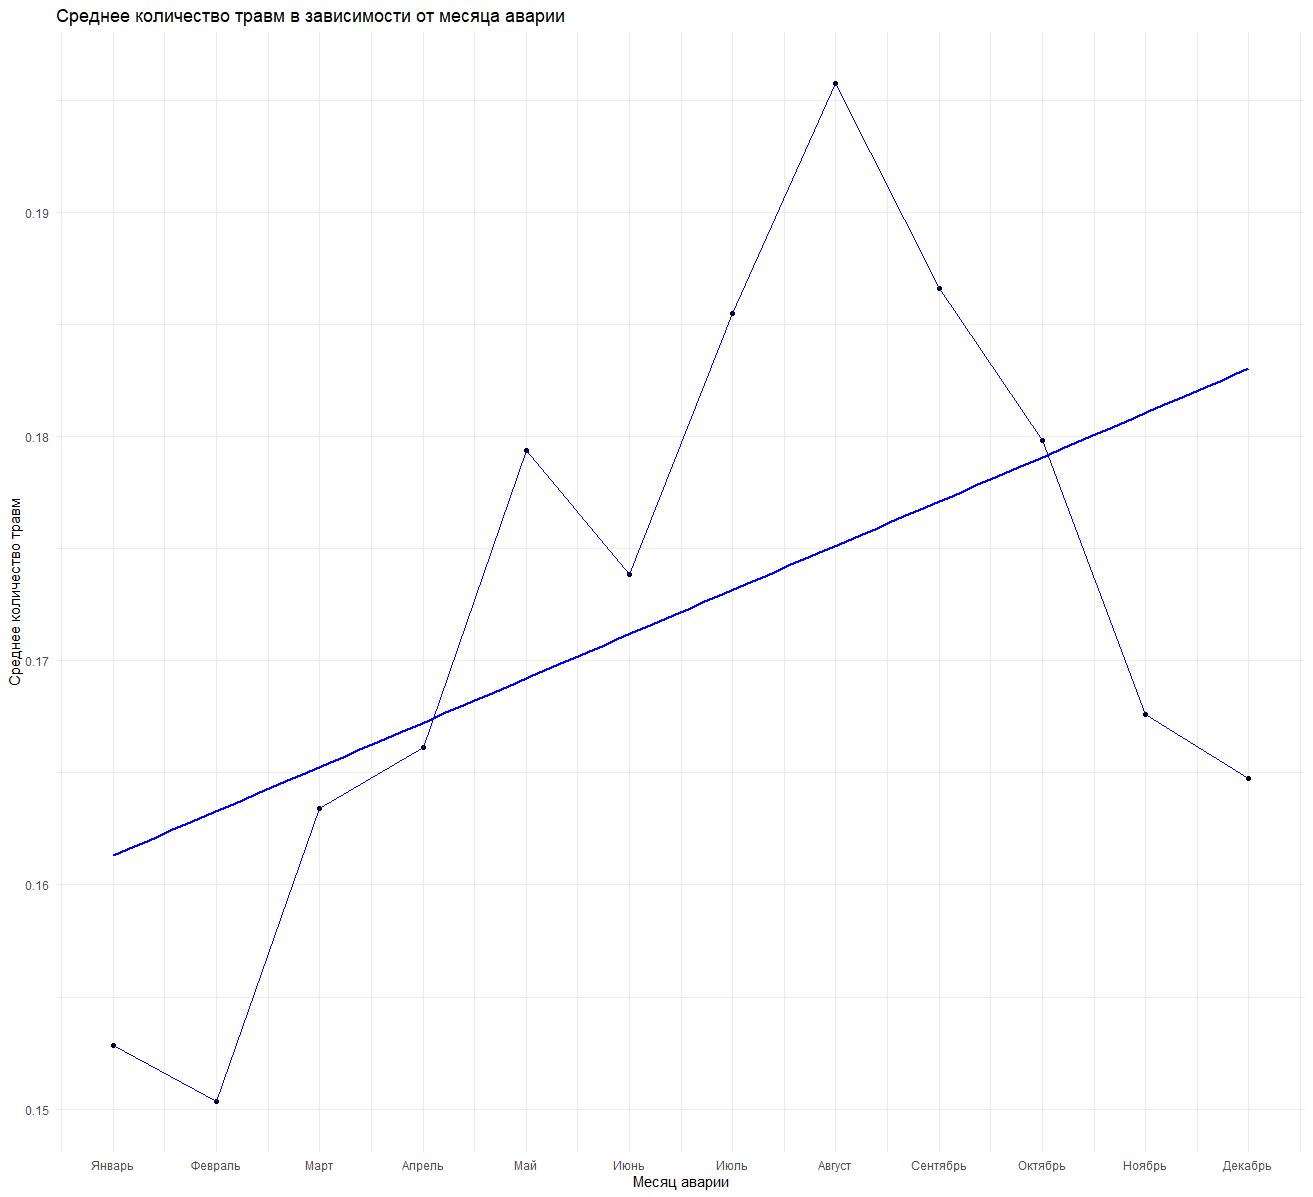 Среднее количество травм в зависимости от месяца аварии
Среднее количество травм
0.19
0.18
0.17
0.16
0.15
Январь Февраль Март Апрель Май Июнь Июль Август Сентябрь Октябрь Ноябрь Декабрь
Месяц аварии